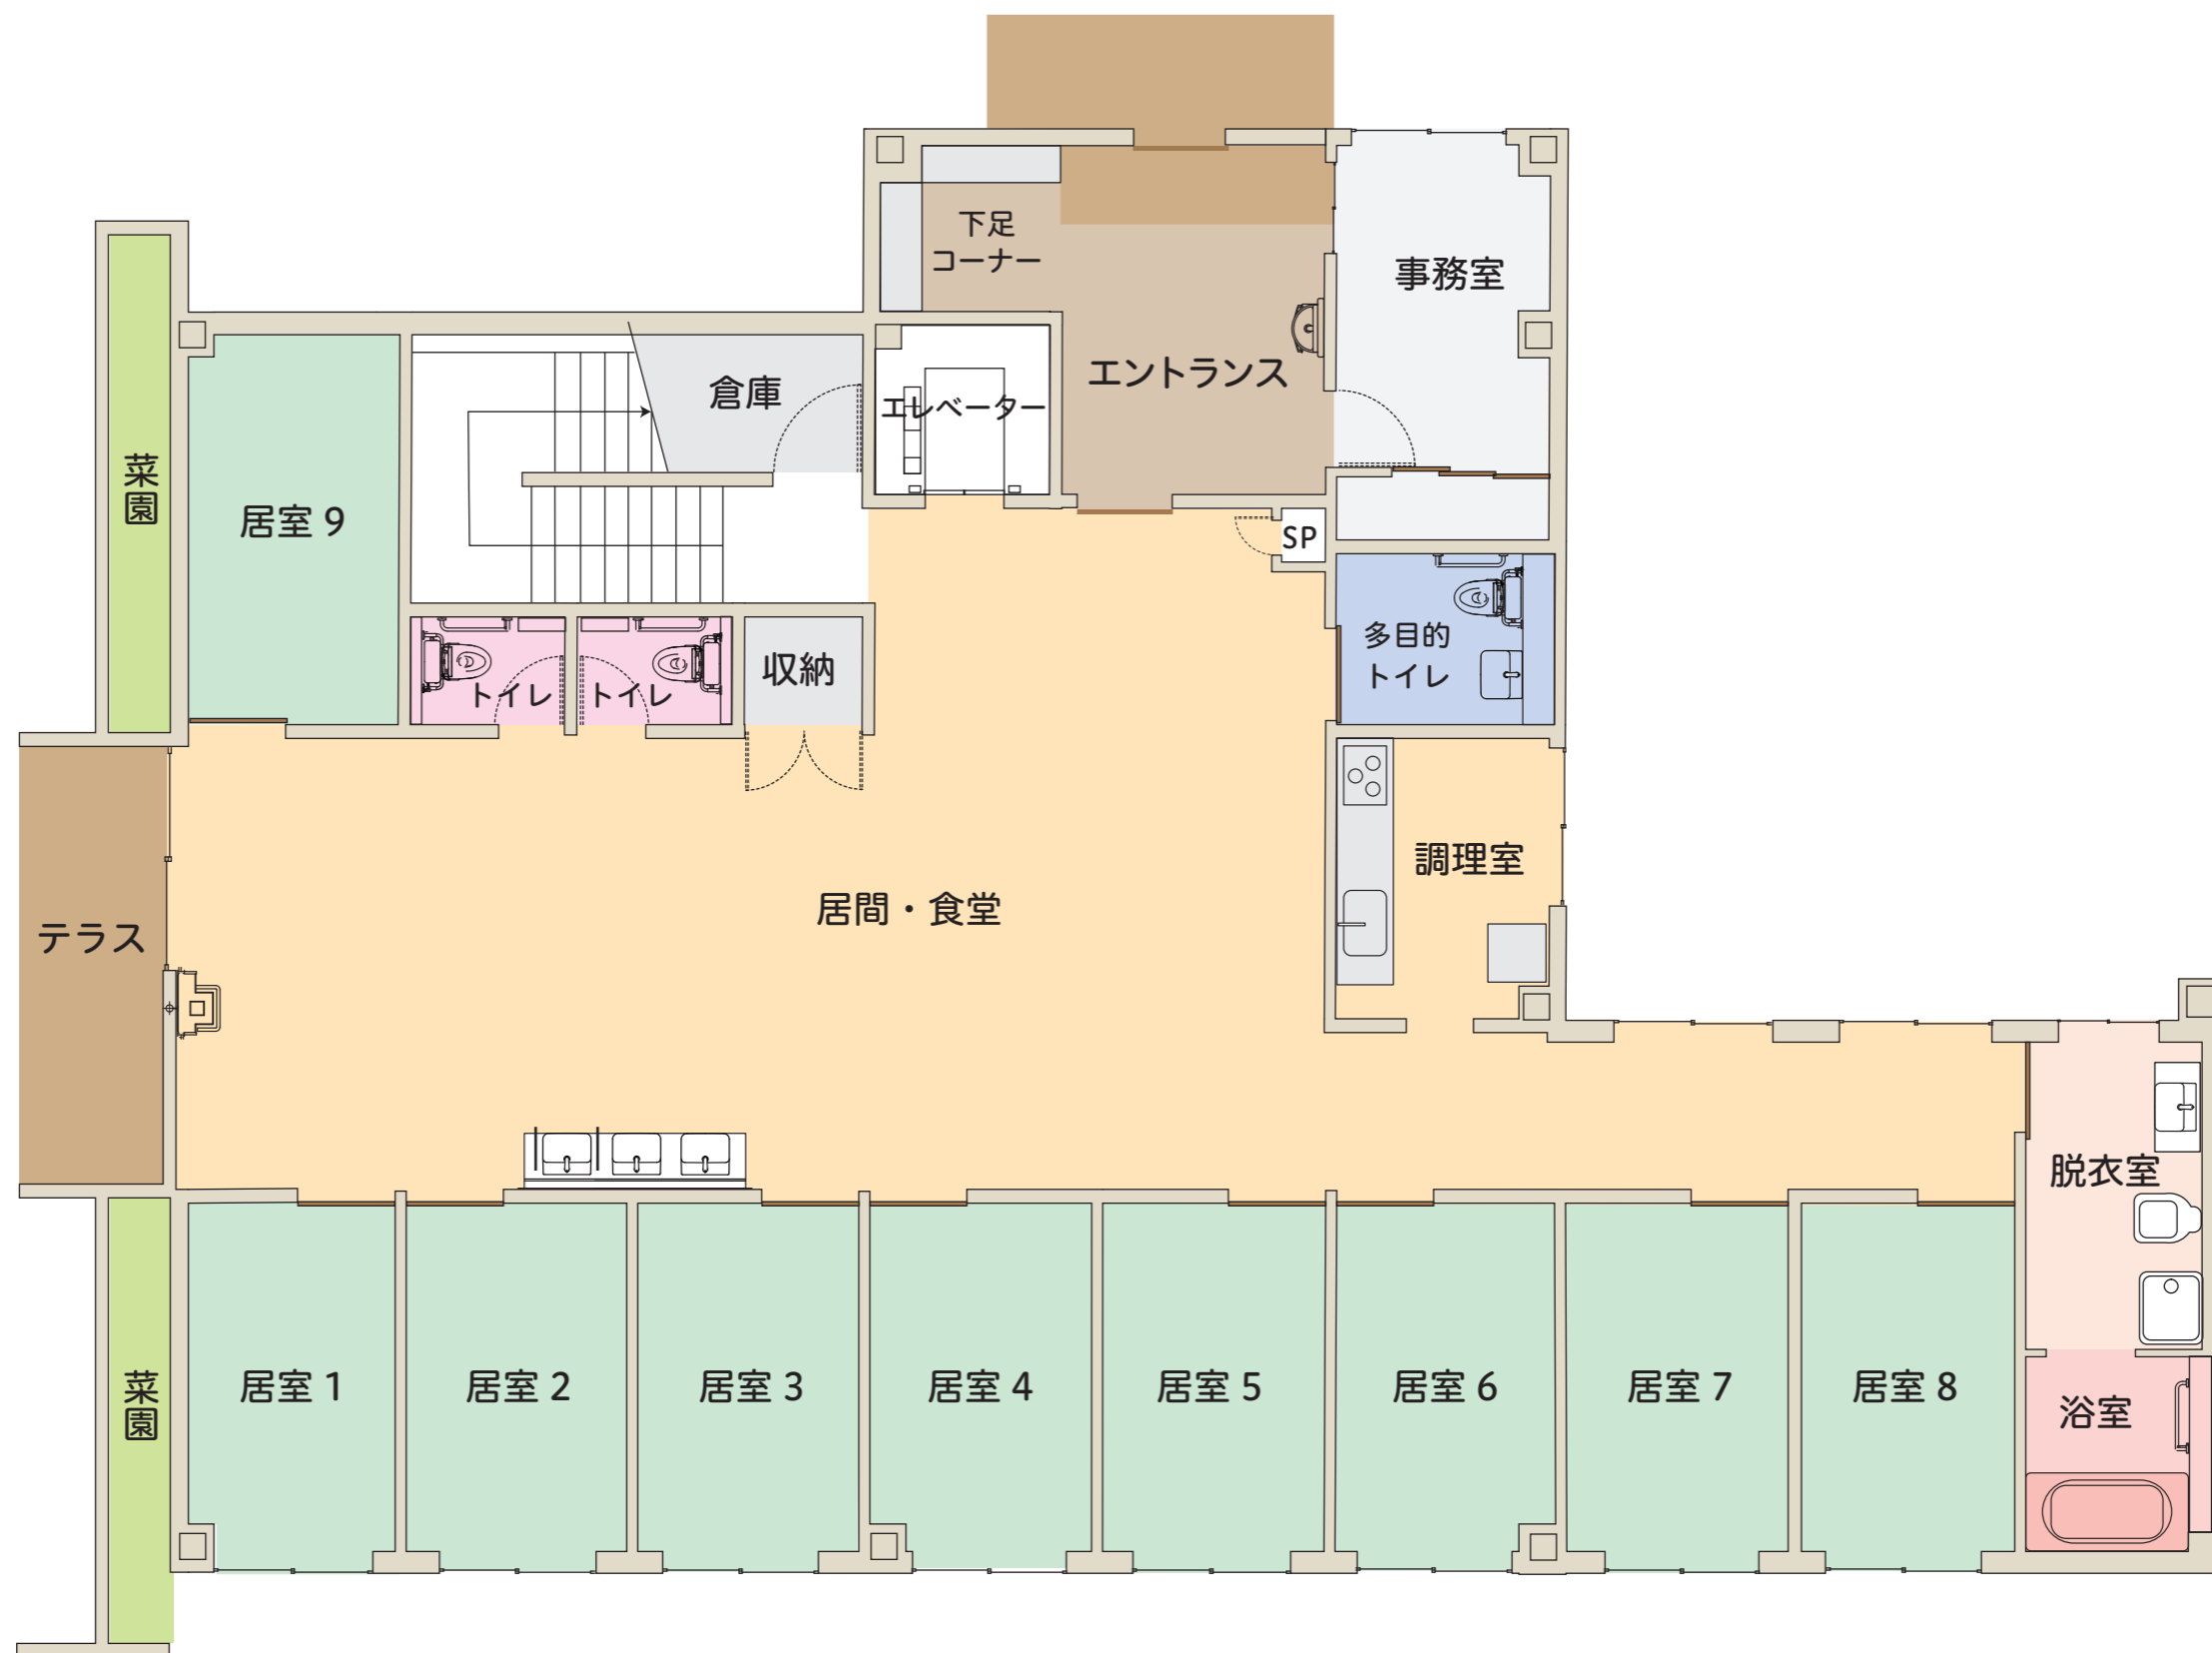 下足
コーナー
事務室
エントランス
倉庫
エレベーター
菜園
居室 9
SP
多目的
トイレ
トイレ
トイレ
収納
調理室
居間・食堂
テラス
脱衣室
菜園
居室 1
居室 2
居室 3
居室 4
居室 5
居室 6
居室 7
居室 8
浴室